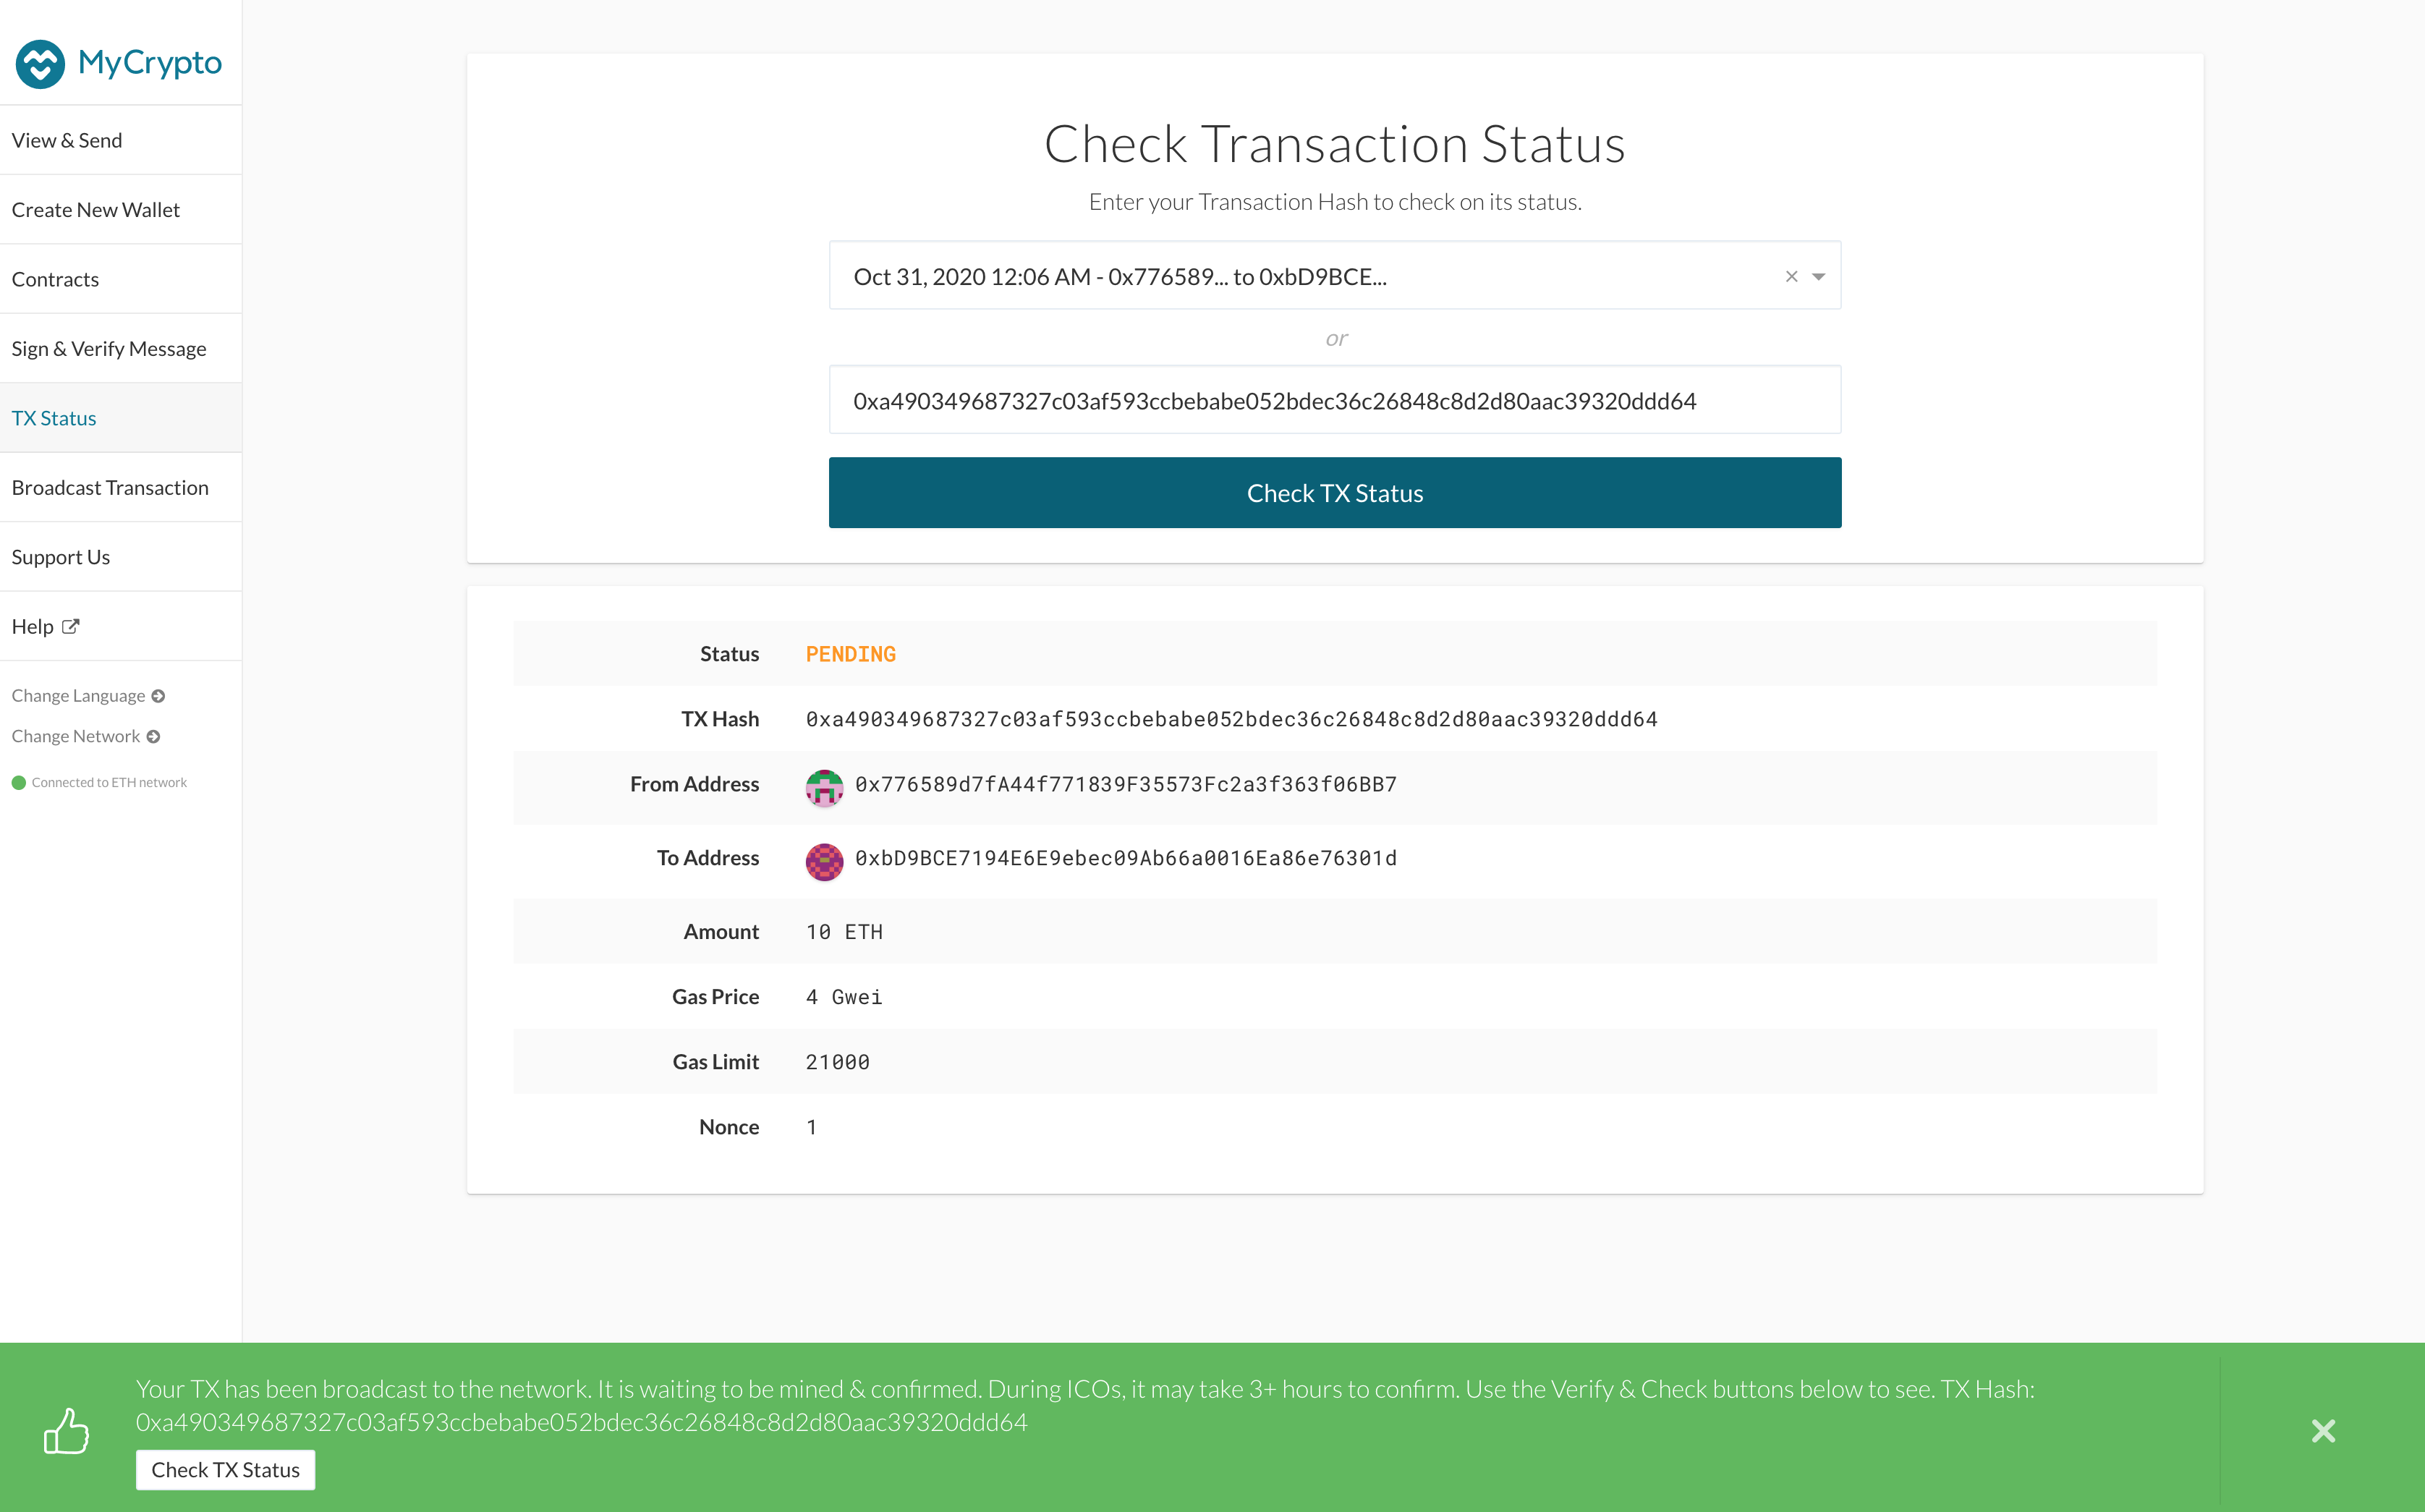 MyCrypto
View & Send
Create New Wallet
Contracts
Sign & Verify Message
TX Status
Broadcast Transaction
Support Us
Help
Change Language
Change Network
Connected to ETH network
Check Transaction Status
Enter your Transaction Hash to check on its status.
Oct 31, 2020 12:06 AM - 0x776589... to 0xbD9BCE...
or
0xa490349687327c03af593ccbebabe052bdec36c26848c8d2d80aac39320ddd64
Check TX Status
Status PENDING
TX Hash 0xa490349687327c03af593ccbebabe052bdec36c26848c8d2d80aac39320ddd64
From Address 0x776589d7fA44f771839F35573Fc2a3f363f06BB7
To Address 0xbD9BCE7194E6E9ebec09Ab66a0016Ea86e76301d
Amount 10 ETH
Gas Price 4 Gwei
Gas Limit 21000
Nonce 1
Your TX has been broadcast to the network. It is waiting to be mined & confirmed. During ICOs, it may take 3+ hours to confirm. Use the Verify & Check buttons below to see. TX Hash:
0xa490349687327c03af593ccbebabe052bdec36c26848c8d2d80aac39320ddd64
Check TX Status